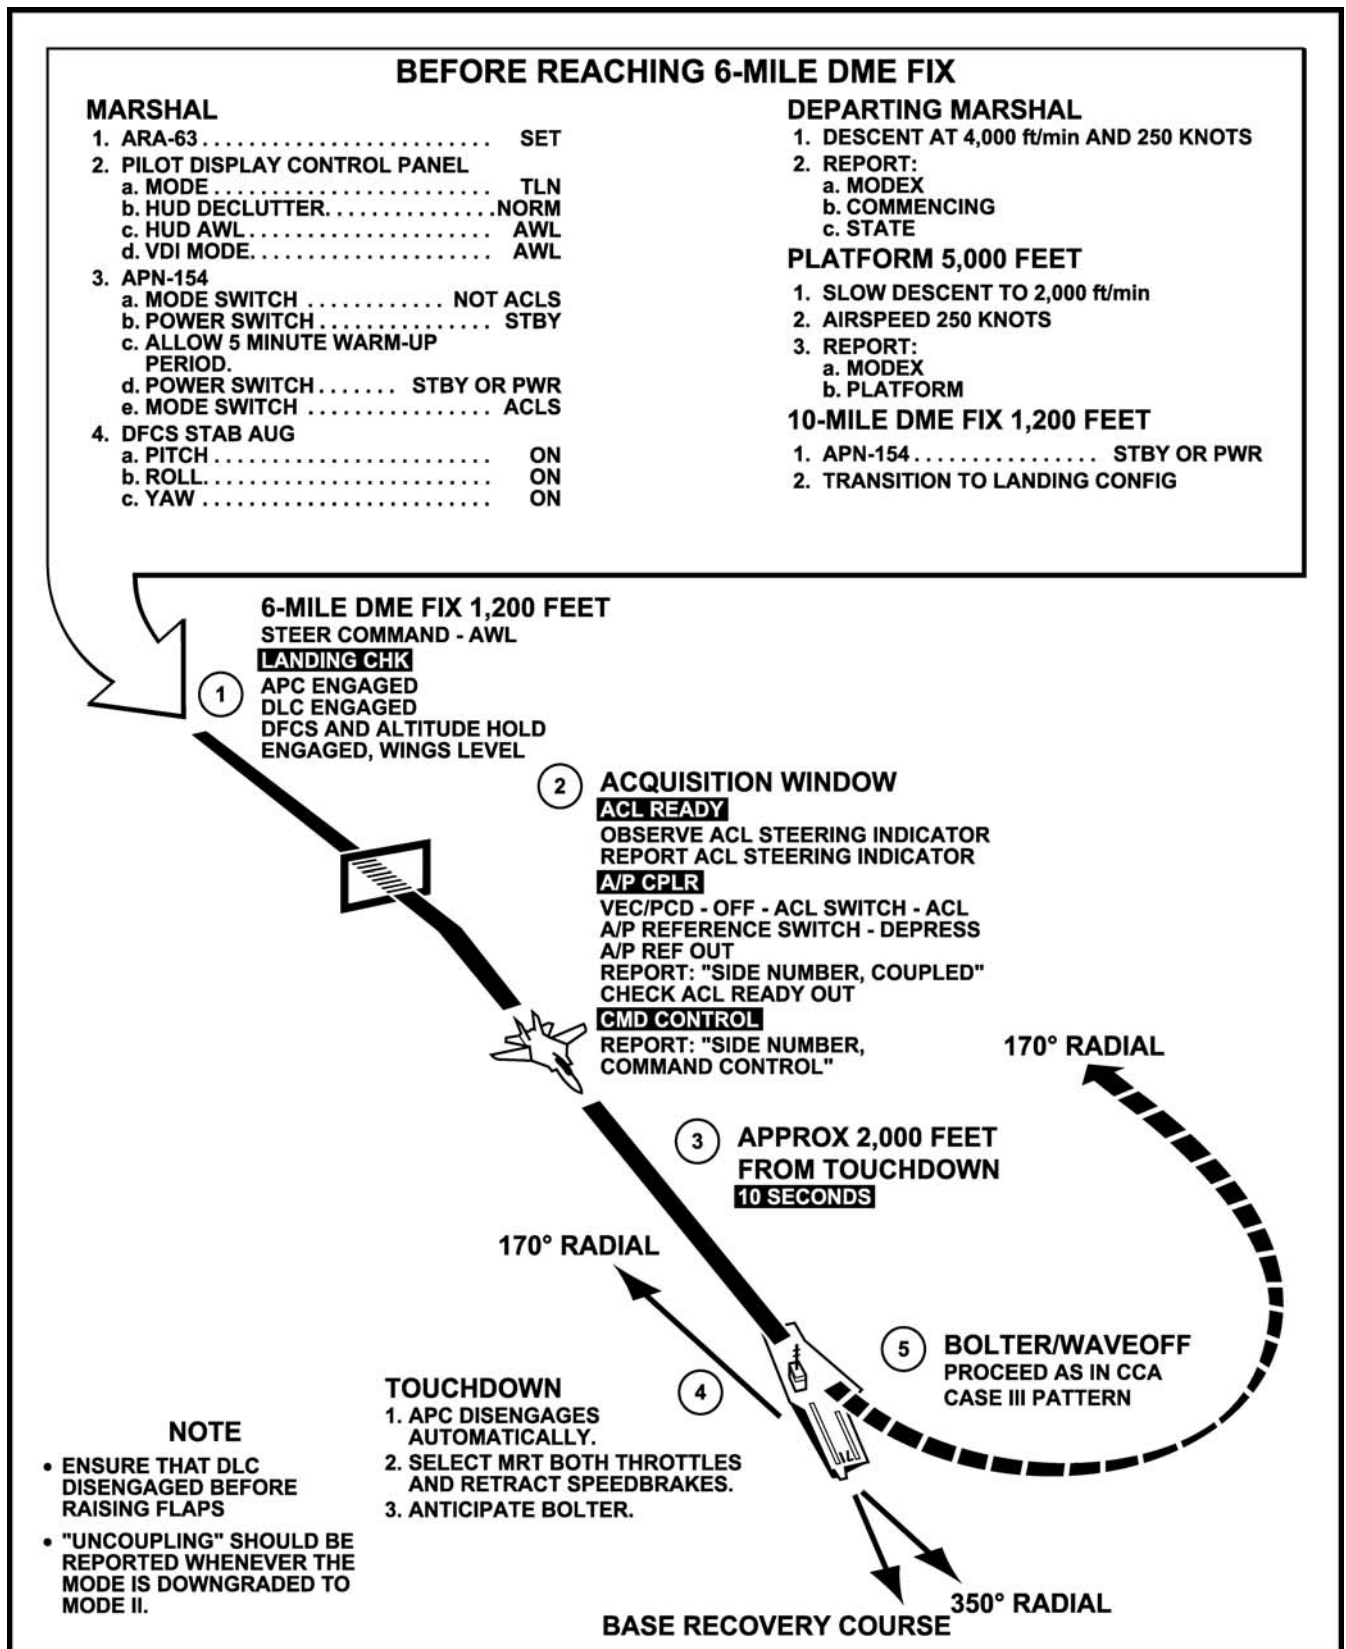 BEFORE REACHING 6-MILE DME FIX
MARSHAL
1. ARA-63 . . . . . . . . . . . . . . . . . . . . . . . . . SET
2. PILOT DISPLAY CONTROL PANEL
a. MODE . . . . . . . . . . . . . . . . . . . . . . . . TLN
b. HUD DECLUTTER. . . . . . . . . . . . . . .NORM
c. HUD AWL. . . . . . . . . . . . . . . . . . . . . AWL
d. VDI MODE. . . . . . . . . . . . . . . . . . . . . AWL
3. APN-154
a. MODE SWITCH . . . . . . . . . . . . NOT ACLS
b. POWER SWITCH . . . . . . . . . . . . . . . STBY
c. ALLOW 5 MINUTE WARM-UP
PERIOD.
d. POWER SWITCH . . . . . . . STBY OR PWR
e. MODE SWITCH . . . . . . . . . . . . . . . . ACLS
4. DFCS STAB AUG
a. PITCH . . . . . . . . . . . . . . . . . . . . . . . . ON
b. ROLL. . . . . . . . . . . . . . . . . . . . . . . . . ON
c. YAW . . . . . . . . . . . . . . . . . . . . . . . . . ON
DEPARTING MARSHAL
1. DESCENT AT 4,000 ft/min AND 250 KNOTS
2. REPORT:
a. MODEX
b. COMMENCING
c. STATE
PLATFORM 5,000 FEET
1. SLOW DESCENT TO 2,000 ft/min
2. AIRSPEED 250 KNOTS
3. REPORT:
a. MODEX
b. PLATFORM
10-MILE DME FIX 1,200 FEET
1. APN-154 . . . . . . . . . . . . . . . . STBY OR PWR
2. TRANSITION TO LANDING CONFIG
6-MILE DME FIX 1,200 FEET
STEER COMMAND - AWL
LANDING CHK
1
APC ENGAGED
DLC ENGAGED
DFCS AND ALTITUDE HOLD
ENGAGED, WINGS LEVEL
2 ACQUISITION WINDOW
ACL READY
OBSERVE ACL STEERING INDICATOR
REPORT ACL STEERING INDICATOR
A/P CPLR
VEC/PCD - OFF - ACL SWITCH - ACL
A/P REFERENCE SWITCH - DEPRESS
A/P REF OUT
REPORT: "SIDE NUMBER, COUPLED"
CHECK ACL READY OUT
CMD CONTROL
REPORT: "SIDE NUMBER,
COMMAND CONTROL"
170° RADIAL
3 APPROX 2,000 FEET
FROM TOUCHDOWN
10 SECONDS
170° RADIAL
5 BOLTER/WAVEOFF
PROCEED AS IN CCA
CASE III PATTERN
4
TOUCHDOWN
1. APC DISENGAGES
AUTOMATICALLY.
2. SELECT MRT BOTH THROTTLES
AND RETRACT SPEEDBRAKES.
3. ANTICIPATE BOLTER.
NOTE
• ENSURE THAT DLC
DISENGAGED BEFORE
RAISING FLAPS
• "UNCOUPLING" SHOULD BE
REPORTED WHENEVER THE
MODE IS DOWNGRADED TO
MODE II.
350° RADIAL
BASE RECOVERY COURSE